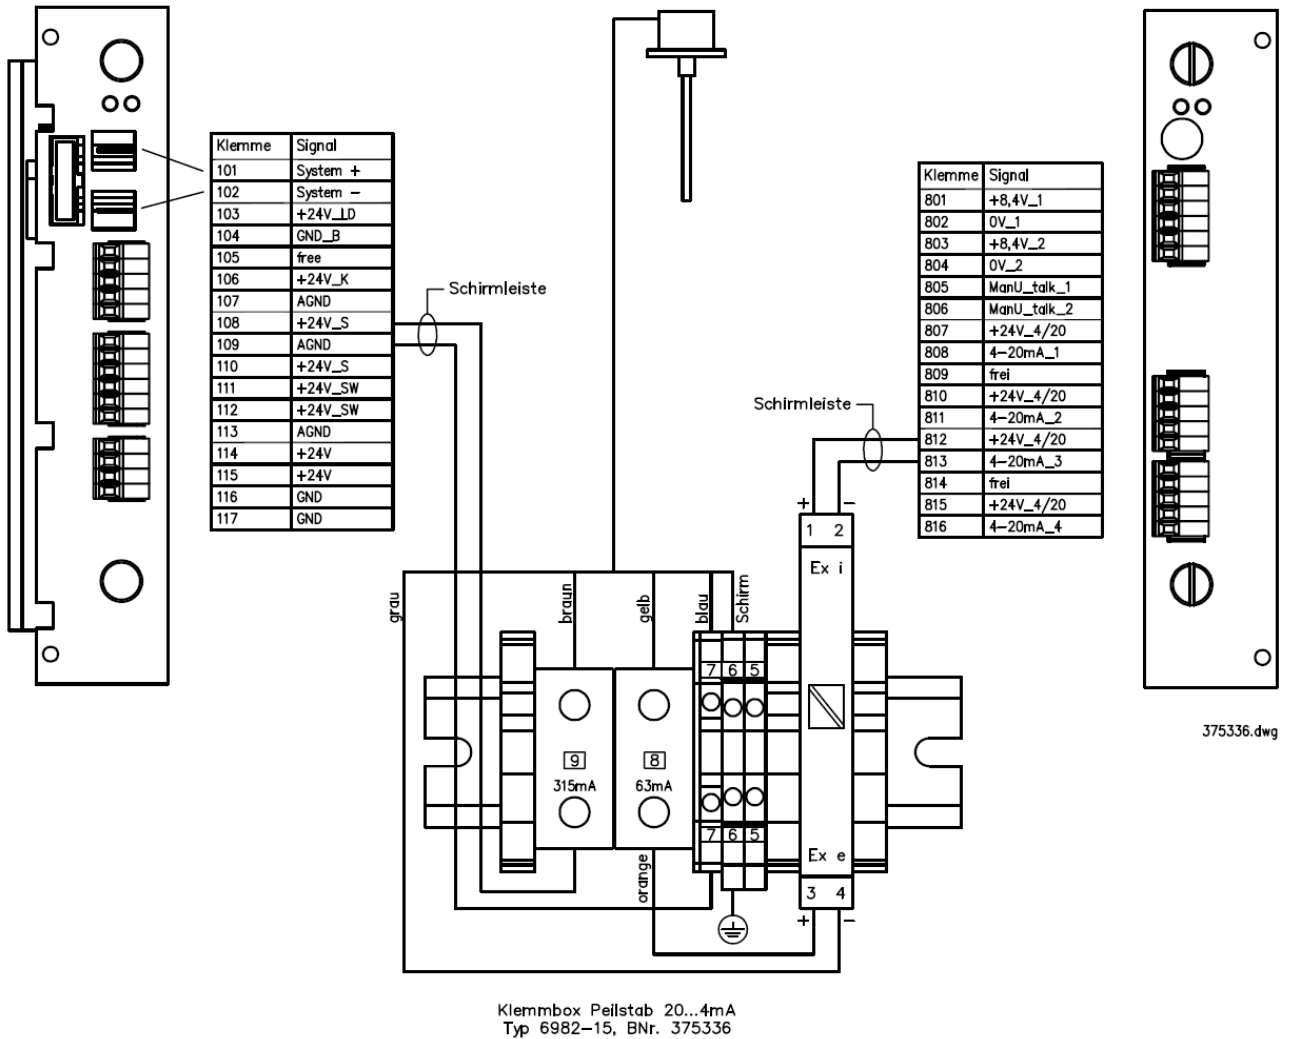 Klemme Signal
101 System +
102 System –
103 +24V_LD
104 GND_B
105 free
106 +24V_K
107 AGND
108 +24V_S
109 AGND
110 +24V_S
111 +24V_SW
112 +24V_SW
113 AGND
114 +24V
115 +24V
116 GND
117 GND
Schirmleiste
Klemme Signal
801 +8,4V_1
802 0V_1
803 +8,4V_2
804 0V_2
805 ManU_talk_1
806 ManU_talk_2
807 +24V_4/20
808 4–20mA_1
809 frei
810 +24V_4/20
811 4–20mA_2
812 +24V_4/20
813 4–20mA_3
814 frei
815 +24V_4/20
816 4–20mA_4
Schirmleiste
+ –
1 2
Ex i
grau
braun
gelb
blau
Schirm
7 6 5
9
315mA
8
63mA
7 6 5
Ex e
orange
3 4
+ –
375336.dwg
Klemmbox Peilstab 20...4mA
Typ 6982–15, BNr. 375336